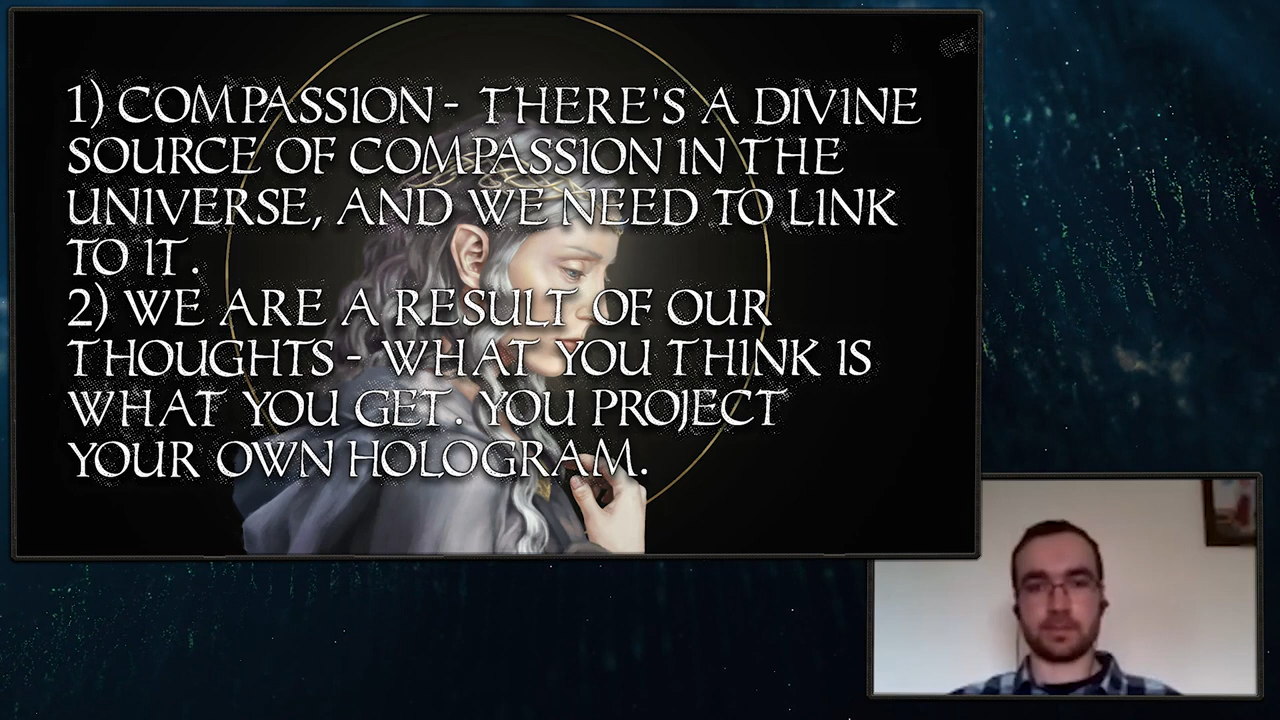 1) COMPASSION - THERE'S A DIVINE
SOURCE OF COMPASSION IN THE
UNIVERSE, AND WE NEED TO LINK
TO IT.
2) WE ARE A RESULT OF OUR
THOUGHTS - WHAT YOU THINK IS
WHAT YOU GET. YOU PROJECT
YOUR OWN HOLOGRAM.